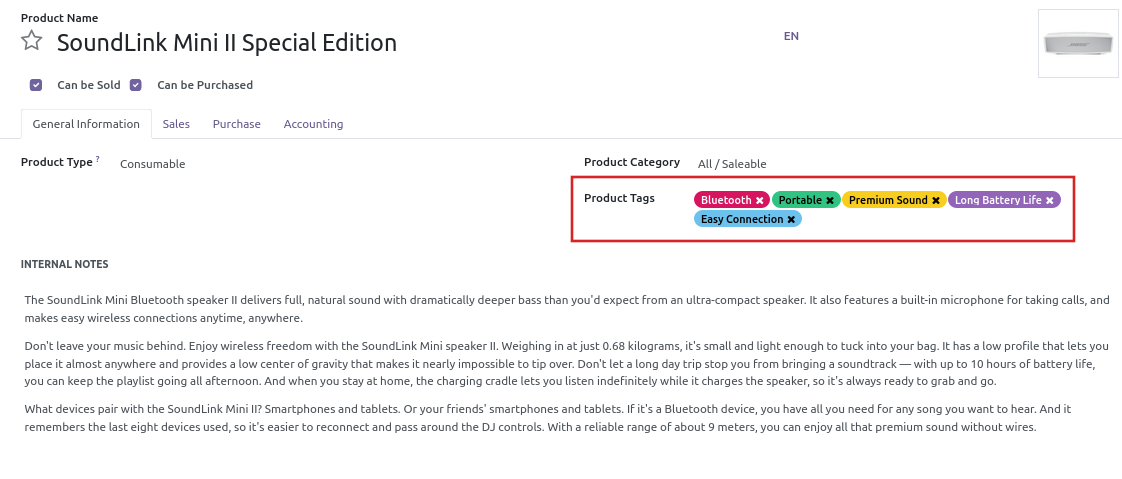 Product Name
SoundLink Mini II Special Edition
EN
Can be Sold Can be Purchased
General Information Sales Purchase Accounting
Product Type ? Consumable
Product Category All / Saleable
Product Tags Bluetooth ✖ Portable ✖ Premium Sound ✖ Long Battery Life ✖
Easy Connection ✖
INTERNAL NOTES
The SoundLink Mini Bluetooth speaker II delivers full, natural sound with dramatically deeper bass than you'd expect from an ultra-compact speaker. It also features a built-in microphone for taking calls, and
makes easy wireless connections anytime, anywhere.
Don't leave your music behind. Enjoy wireless freedom with the SoundLink Mini speaker II. Weighing in at just 0.68 kilograms, it's small and light enough to tuck into your bag. It has a low profile that lets you
place it almost anywhere and provides a low center of gravity that makes it nearly impossible to tip over. Don't let a long day trip stop you from bringing a soundtrack — with up to 10 hours of battery life,
you can keep the playlist going all afternoon. And when you stay at home, the charging cradle lets you listen indefinitely while it charges the speaker, so it's always ready to grab and go.
What devices pair with the SoundLink Mini II? Smartphones and tablets. Or your friends' smartphones and tablets. If it's a Bluetooth device, you have all you need for any song you want to hear. And it
remembers the last eight devices used, so it's easier to reconnect and pass around the DJ controls. With a reliable range of about 9 meters, you can enjoy all that premium sound without wires.